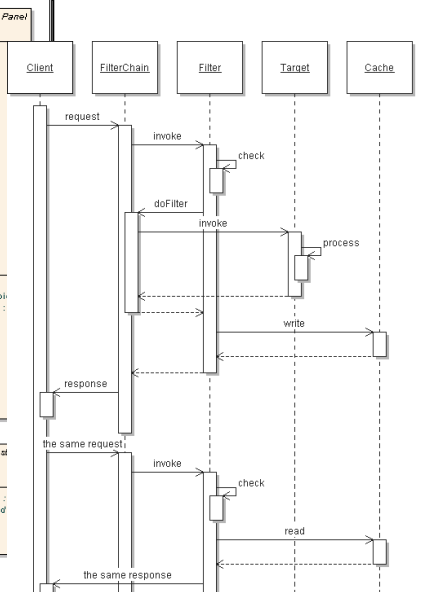 Panel
Client
FilterChain
Filter
Target
Cache
request
invoke
check
doFilter
invoke
process
write
response
the same request
invoke
check
read
the same response